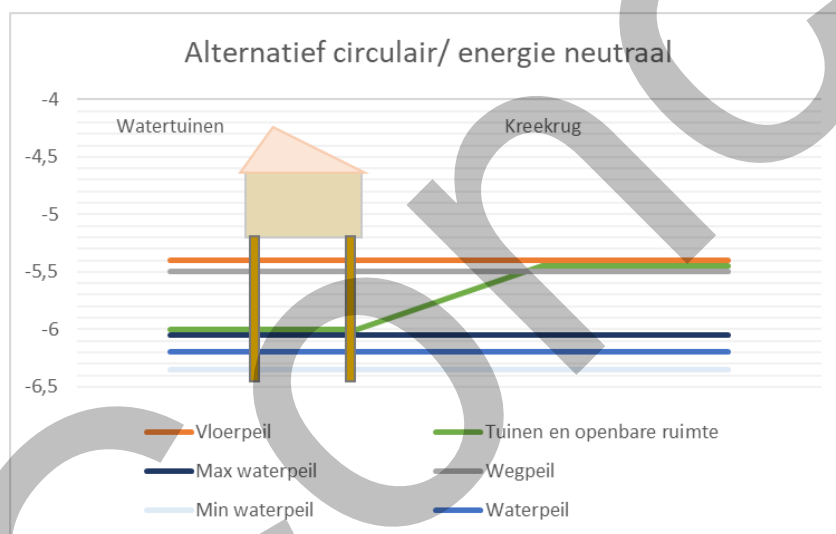 Alternatief circulair/ energie neutraal
-4
Watertuinen
Kreekrug
-4,5
-5
-5,5
-6
-6,5
Vloerpeil
Tuinen en openbare ruimte
Max waterpeil
Wegpeil
Min waterpeil
Waterpeil